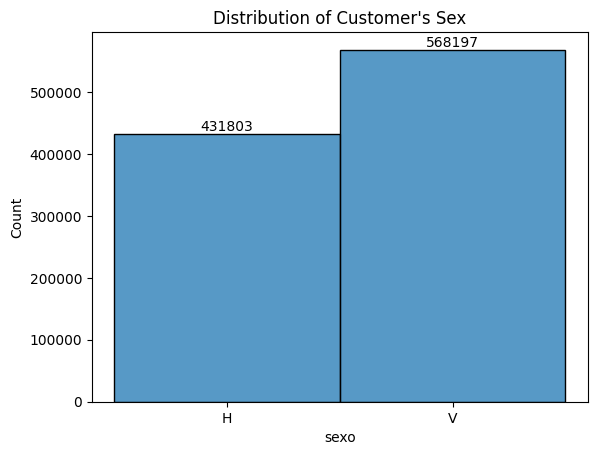 Distribution of Customer's Sex
568197
431803
500000
400000
300000
200000
100000
0
Count
H V
sexo